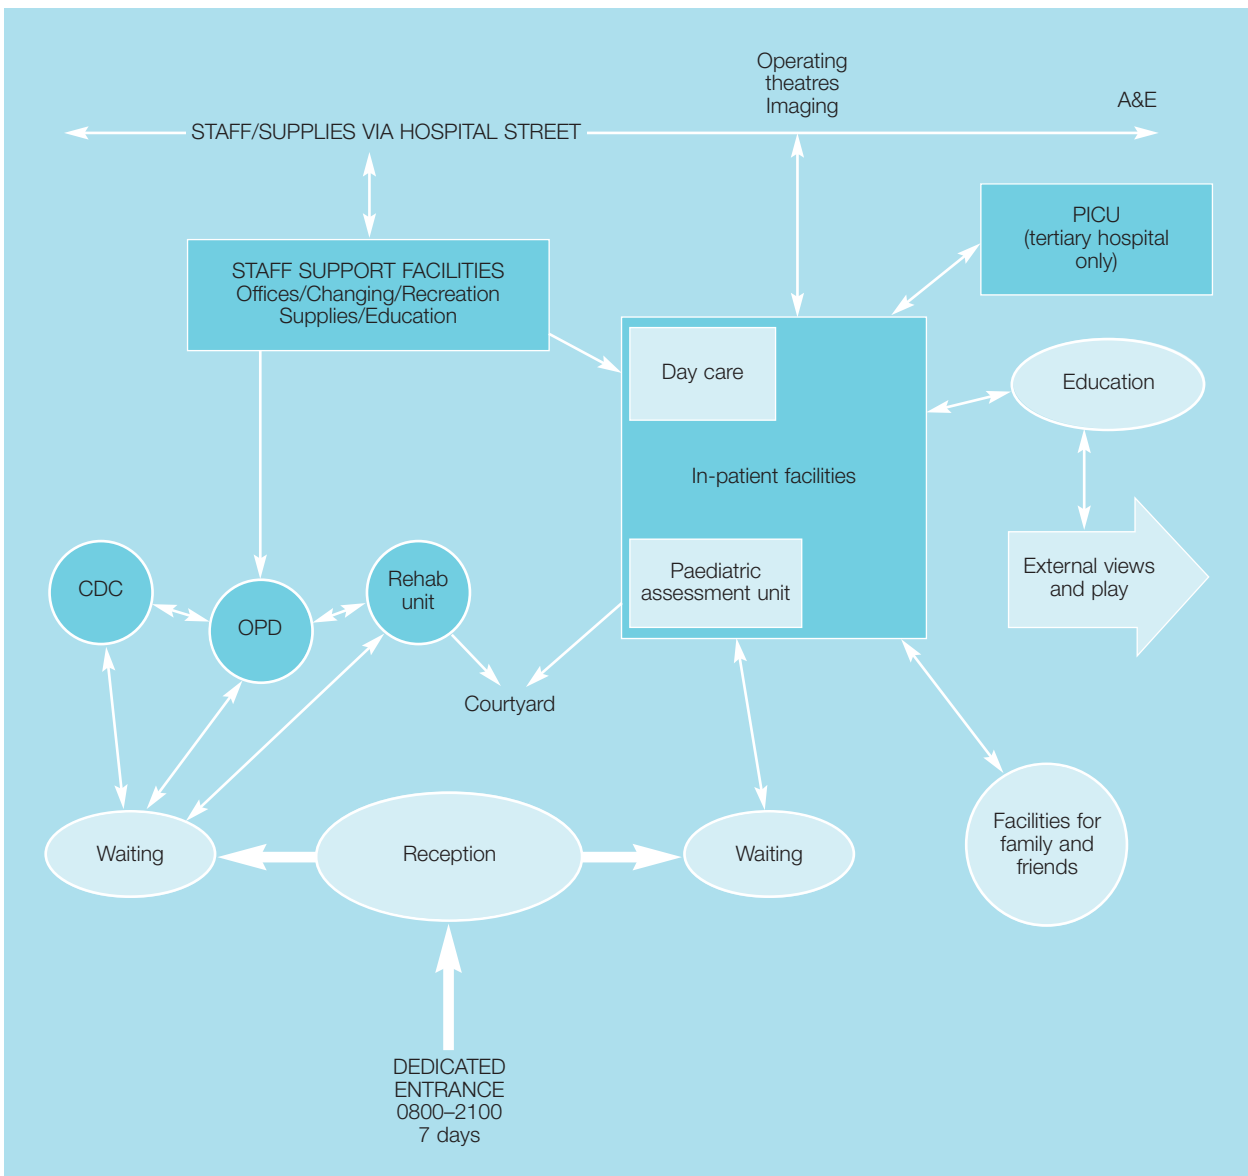 Operating
theatres
Imaging
A&E
STAFF/SUPPLIES VIA HOSPITAL STREET
PICU
(tertiary hospital
only)
STAFF SUPPORT FACILITIES
Offices/Changing/Recreation
Supplies/Education
Day care
Education
In-patient facilities
External views
and play
Paediatric
assessment unit
CDC
OPD
Rehab
unit
Courtyard
Waiting
Reception
Waiting
Facilities for
family and
friends
DEDICATED
ENTRANCE
0800–2100
7 days